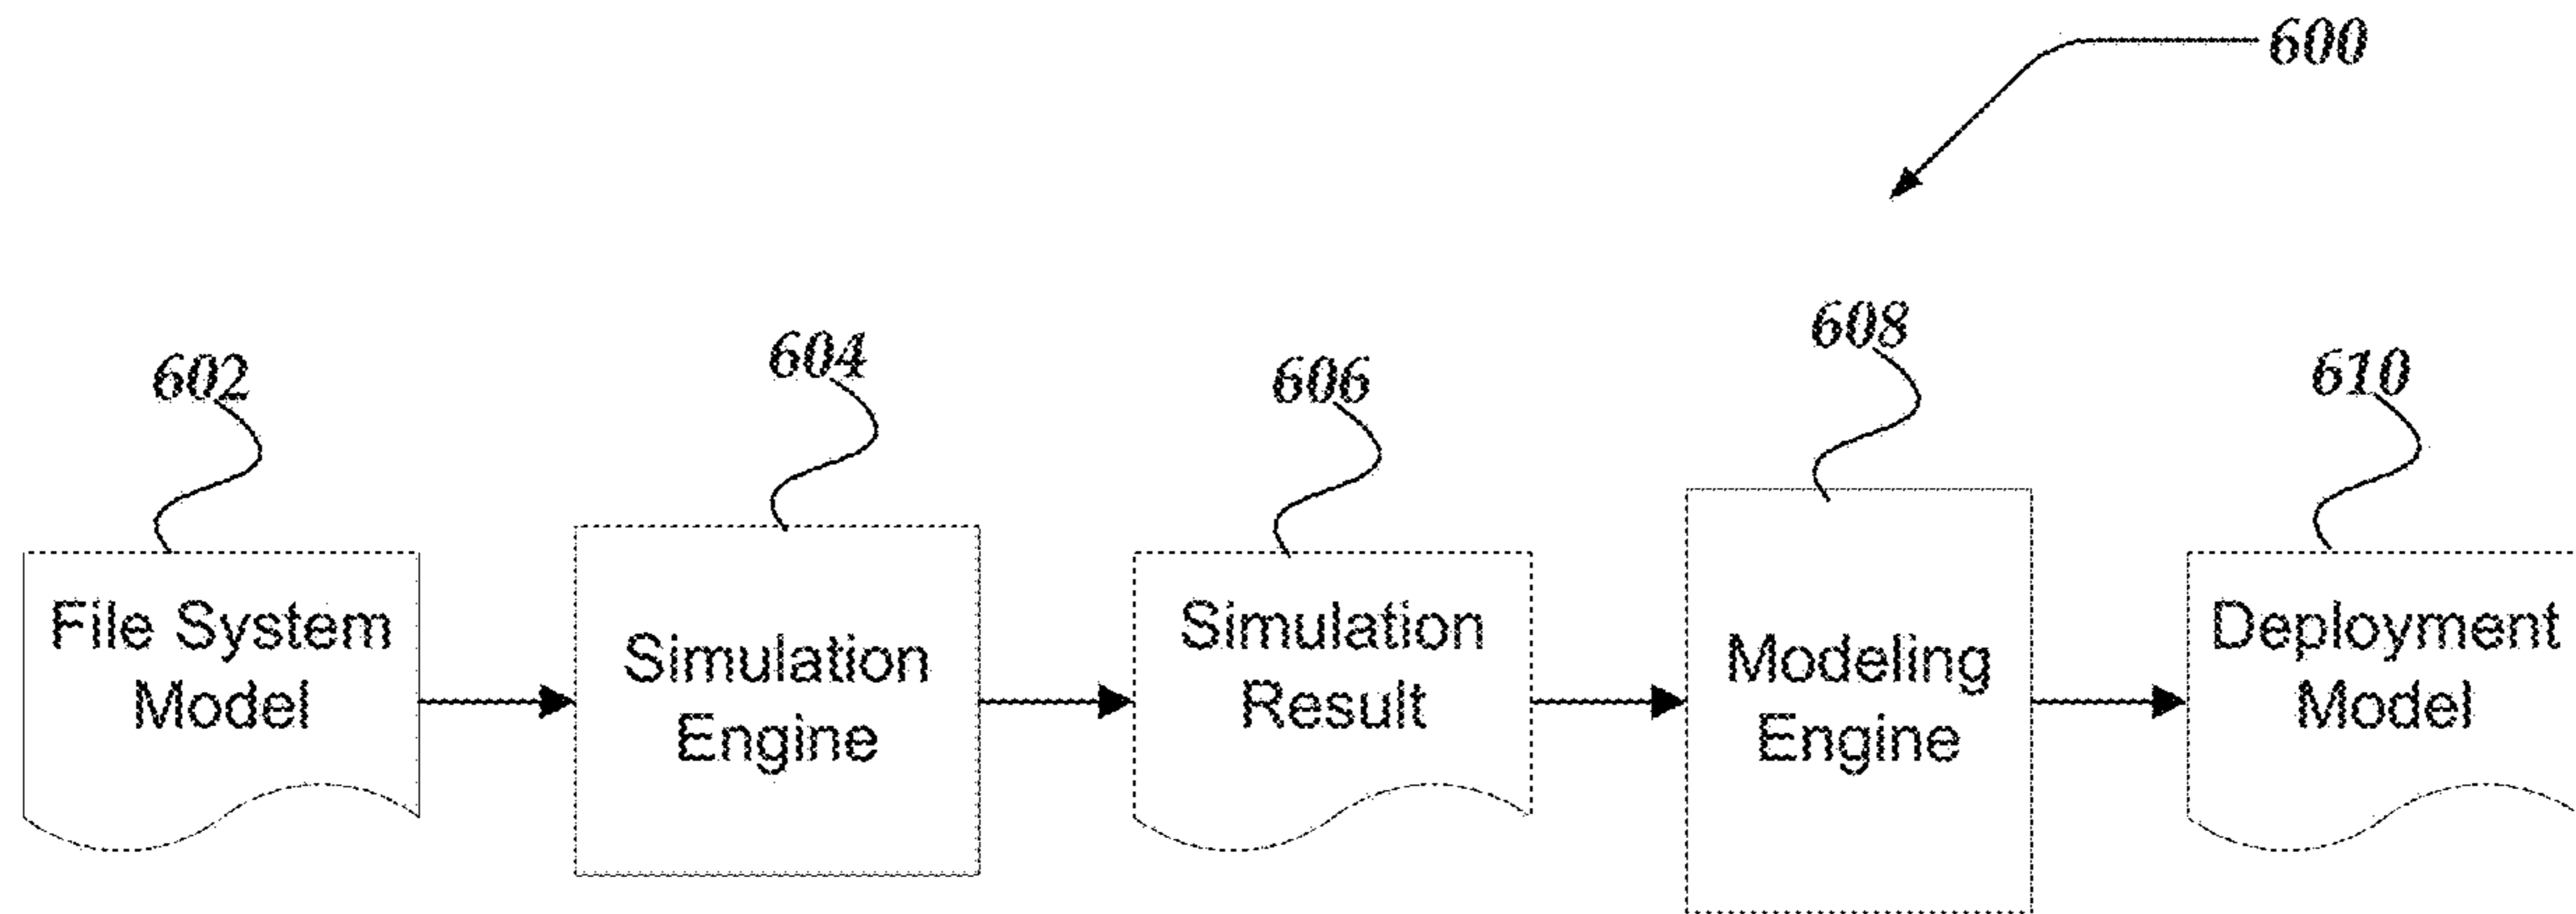 600
602
604
606
608
610
File System
Model
Simulation
Engine
Simulation
Result
Modeling
Engine
Deployment
Model